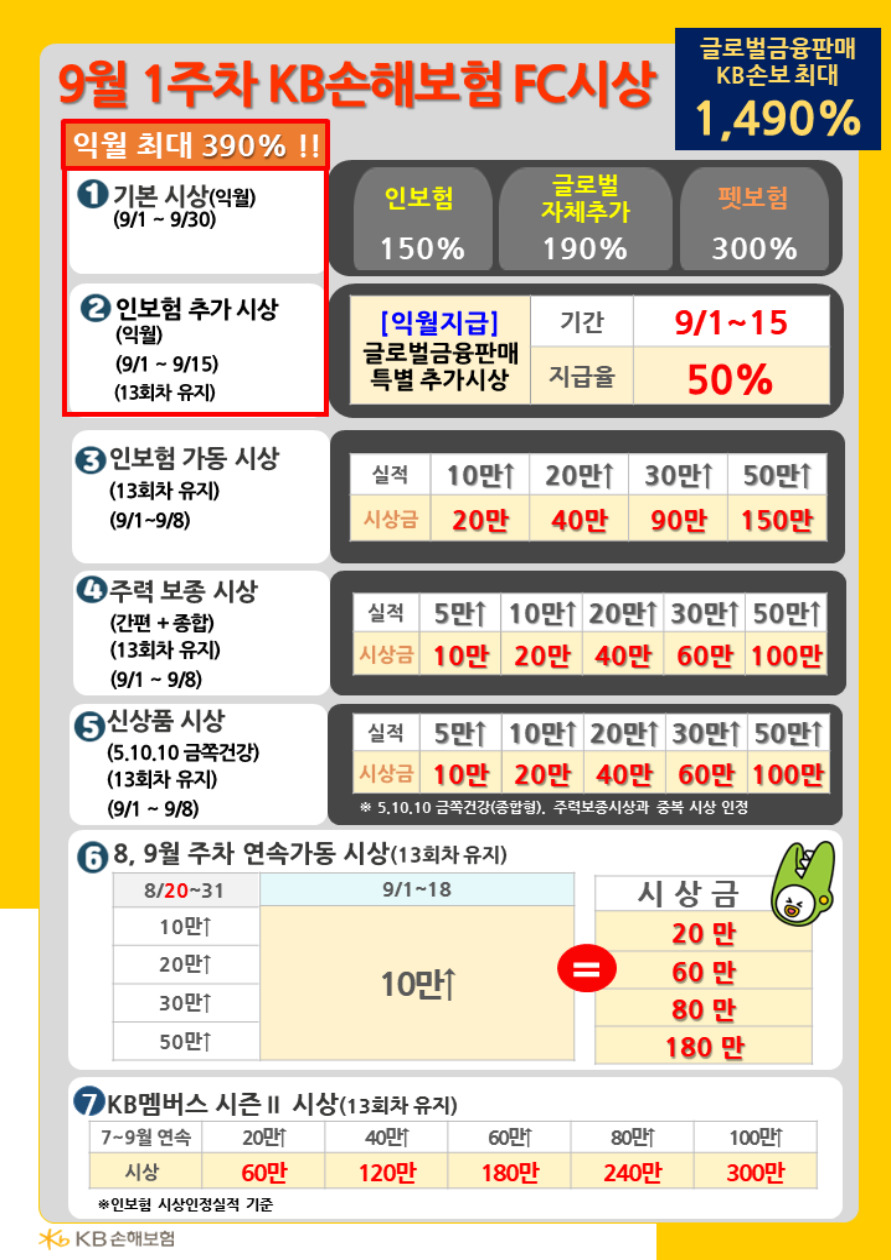 9월 1주차 KB손해보험 FC시상
글로벌금융판매
KB손보 최대
1,490%
익월 최대 390% !!
1 기본 시상(익월)
(9/1 ~ 9/30)
인보험
150%
글로벌
자체추가
190%
펫보험
300%
2 인보험 추가 시상
(익월)
(9/1 ~ 9/15)
(13회차 유지)
[익월지급]
글로벌금융판매
특별 추가시상
기간 9/1~15
지급율 50%
3 인보험 가동 시상
(13회차 유지)
(9/1~9/8)
실적 10만↑ 20만↑ 30만↑ 50만↑
시상금 20만 40만 90만 150만
4 주력 보종 시상
(간편 + 종합)
(13회차 유지)
(9/1 ~ 9/8)
실적 5만↑ 10만↑ 20만↑ 30만↑ 50만↑
시상금 10만 20만 40만 60만 100만
5 신상품 시상
(5.10.10 금쪽건강)
(13회차 유지)
(9/1 ~ 9/8)
실적 5만↑ 10만↑ 20만↑ 30만↑ 50만↑
시상금 10만 20만 40만 60만 100만
※ 5.10.10 금쪽건강(종합형), 주력보종시상과 중복 시상 인정
6 8, 9월 주차 연속가동 시상(13회차 유지)
8/20~31 9/1~18 시 상 금
10만↑ 20 만
20만↑ 60 만
10만↑ =
30만↑ 80 만
50만↑ 180 만
7 KB멤버스 시즌Ⅱ 시상(13회차 유지)
7~9월 연속 20만↑ 40만↑ 60만↑ 80만↑ 100만↑
시상 60만 120만 180만 240만 300만
※인보험 시상인정실적 기준
KB손해보험